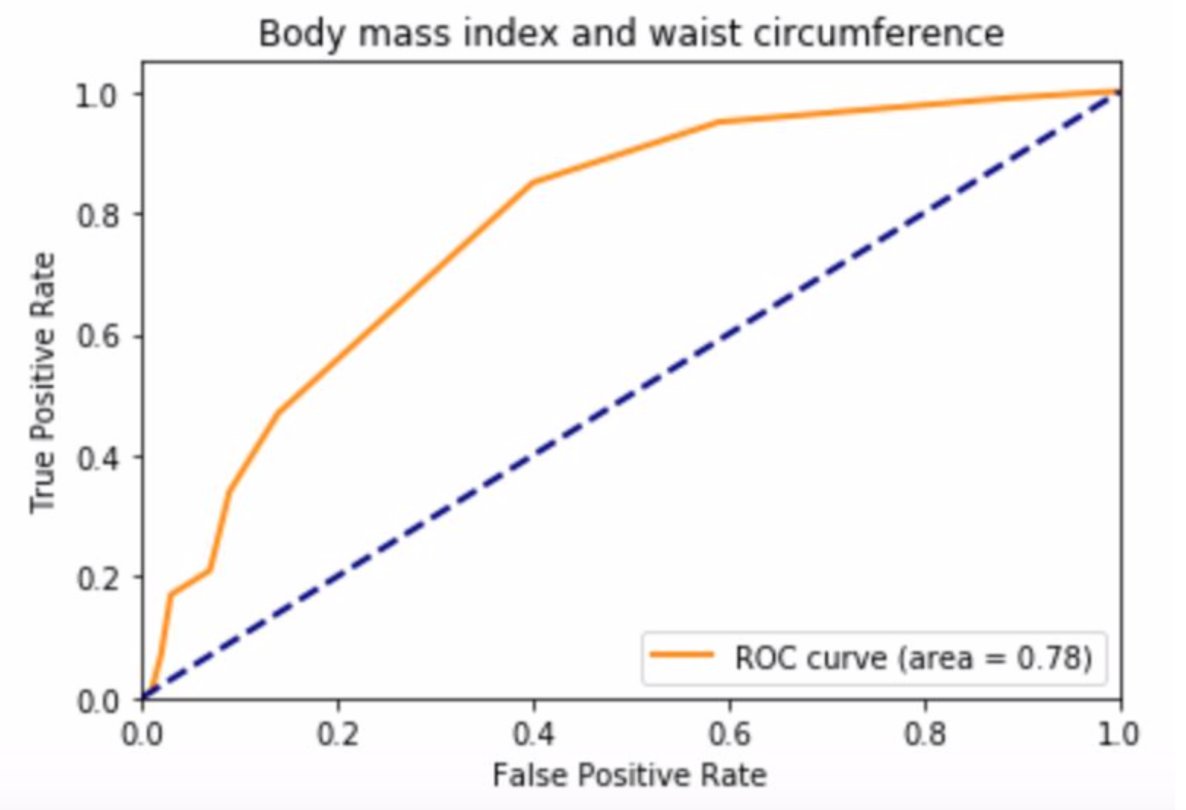 Body mass index and waist circumference
1.0
0.8
0.6
0.4
0.2
0.0
True Positive Rate
ROC curve (area = 0.78)
0.0 0.2 0.4 0.6 0.8 1.0
False Positive Rate